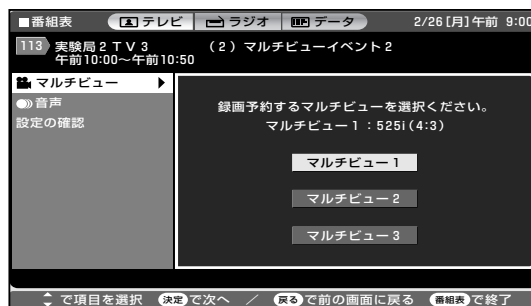 ■番組表 テレビ ラジオ データ 2/26[月]午前 9:00
113 実験局2TV3 (2)マルチビューイベント2
午前10:00~午前10:50
マルチビュー ▶
音声
設定の確認
録画予約するマルチビューを選択ください。
マルチビュー1:525i(4:3)
マルチビュー1
マルチビュー2
マルチビュー3
で項目を選択 決定で次へ / 戻るで前の画面に戻る 番組表で終了